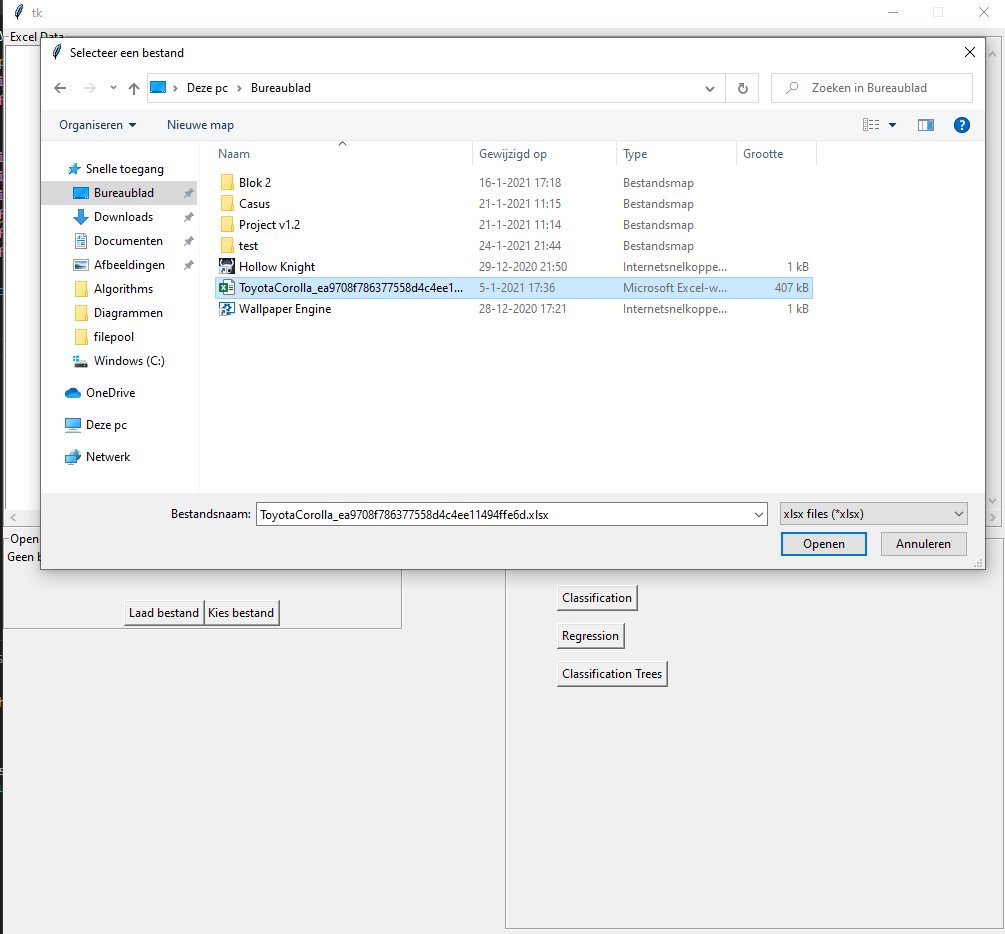 tk
Excel Data
Selecteer een bestand
Deze pc > Bureaublad
Zoeken in Bureaublad
Organiseren
Nieuwe map
Naam Gewijzigd op Type Grootte
Snelle toegang
Bureaublad
Downloads
Documenten
Afbeeldingen
Algorithms
Diagrammen
filepool
Windows (C:)
OneDrive
Deze pc
Netwerk
Blok 2 16-1-2021 17:18 Bestandsmap
Casus 21-1-2021 11:15 Bestandsmap
Project v1.2 21-1-2021 11:14 Bestandsmap
test 24-1-2021 21:44 Bestandsmap
Hollow Knight 29-12-2020 21:50 Internetsnelkoppe... 1 kB
ToyotaCorolla_ea9708f786377558d4c4ee1... 5-1-2021 17:36 Microsoft Excel-w... 407 kB
Wallpaper Engine 28-12-2020 17:21 Internetsnelkoppe... 1 kB
Bestandsnaam: ToyotaCorolla_ea9708f786377558d4c4ee11494ffe6d.xlsx xlsx files (*xlsx)
Openen Annuleren
Open
Geen b
Laad bestand Kies bestand
Classification
Regression
Classification Trees